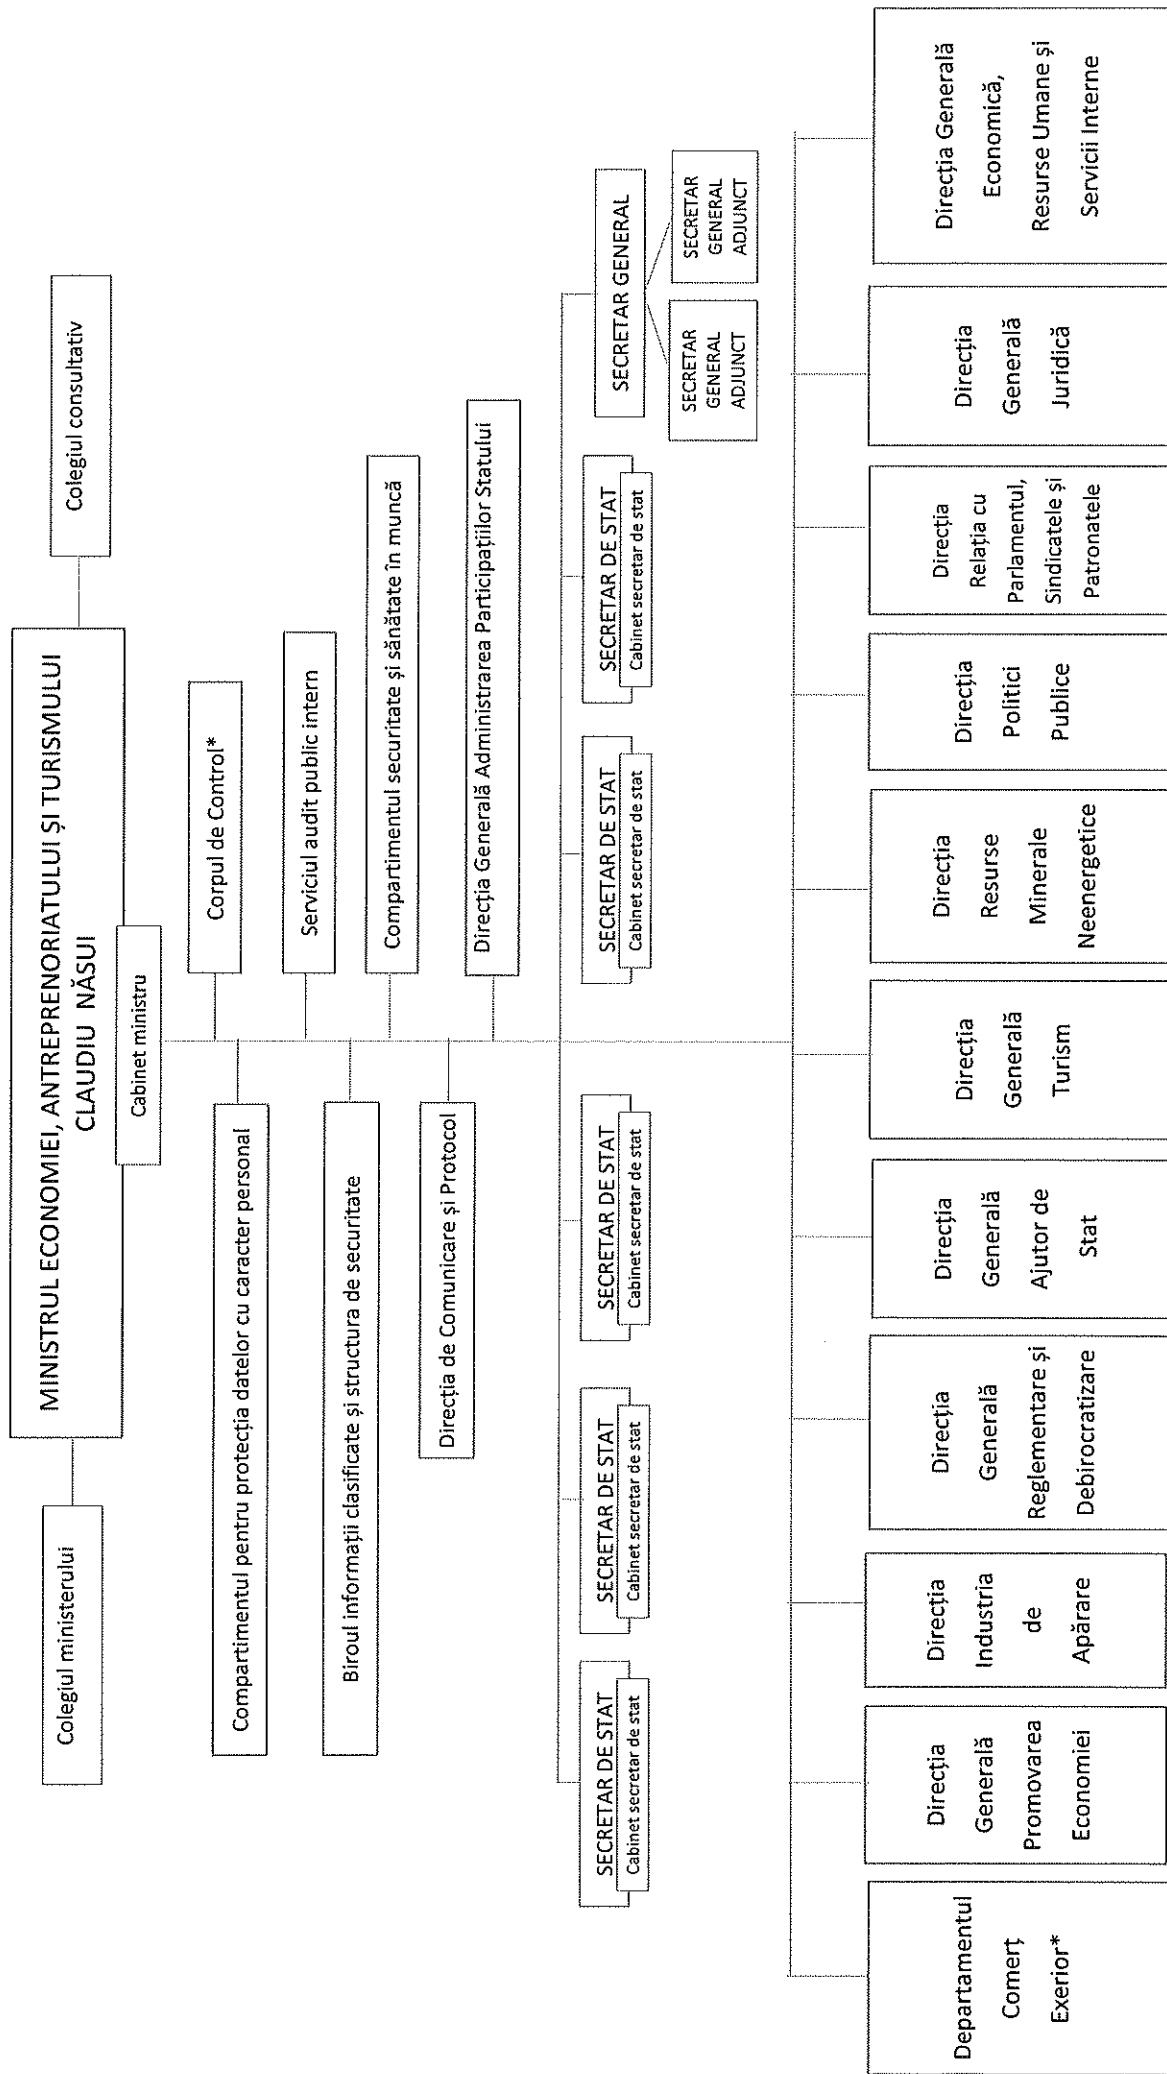 MINISTRUL ECONOMIEI, ANTREPRENORIATULUI ȘI TURISMULUI
CLAUDIU NĂSUI
Cabinet ministru
Colegiul ministerului
Colegiul consultativ
Corpul de Control*
Compartimentul pentru protecția datelor cu caracter personal
Serviciul audit public intern
Biroul informații clasificate și structura de securitate
Compartimentul securitate și sănătate în muncă
Direcția de Comunicare și Protocol
Direcția Generală Administrarea Participațiilor Statului
SECRETAR DE STAT
Cabinet secretar de stat
SECRETAR DE STAT
Cabinet secretar de stat
SECRETAR DE STAT
Cabinet secretar de stat
SECRETAR DE STAT
Cabinet secretar de stat
SECRETAR DE STAT
Cabinet secretar de stat
SECRETAR GENERAL
SECRETAR
GENERAL
ADJUNCT
SECRETAR
GENERAL
ADJUNCT
Departamentul
Comerț
Exerior*
Direcția
Generală
Promovarea
Economiei
Direcția
Industria
de
Apărare
Direcția
Generală
Reglementare și
Debirocratizare
Direcția
Generală
Ajutor de
Stat
Direcția
Generală
Turism
Direcția
Resurse
Minerale
Neenergetice
Direcția
Politici
Publice
Direcția
Relația cu
Parlamentul,
Sindicatele și
Patronatele
Direcția
Generală
Juridică
Direcția Generală
Economică,
Resurse Umane și
Servicii Interne